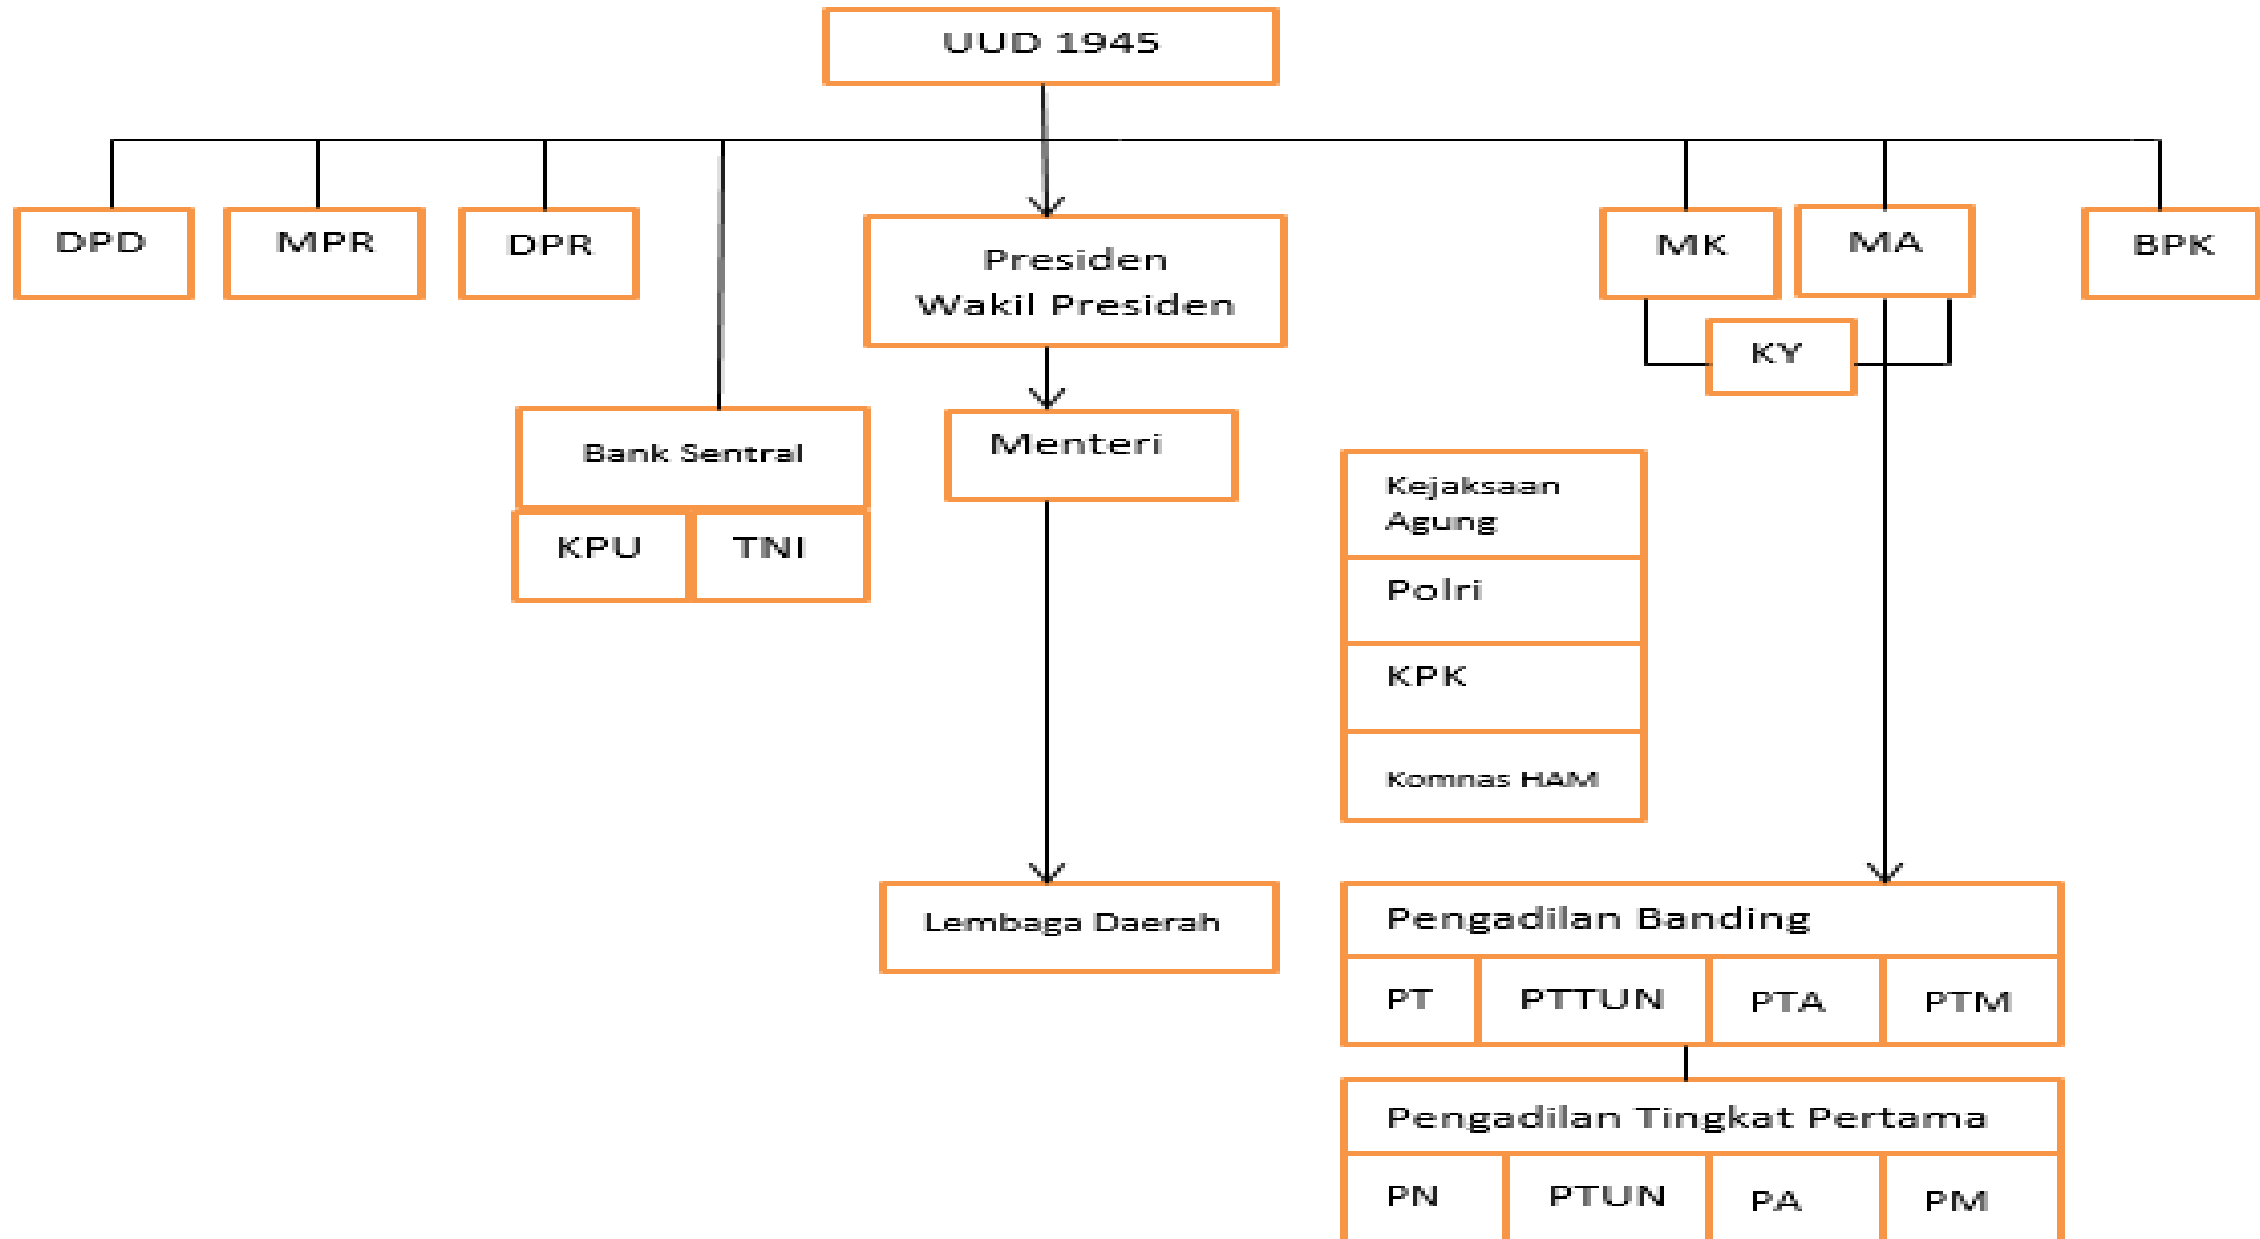 UUD 1945
DPD
MPR
DPR
Presiden
Wakil Presiden
MK
MA
BPK
KY
Bank Sentral
KPU
TNI
Menteri
Kejaksaan
Agung
Polri
KPK
Komnas HAM
Lembaga Daerah
Pengadilan Banding
PT
PTTUN
PTA
PTM
Pengadilan Tingkat Pertama
PN
PTUN
PA
PM